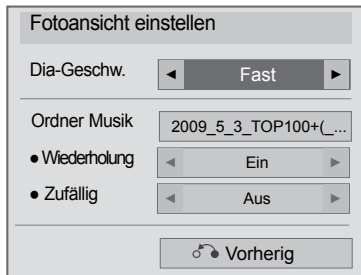 Fotoansicht einstellen
Dia-Geschw. ◄ Fast ►
Ordner Musik 2009_5_3_TOP100+(_...
● Wiederholung ◄ Ein ►
● Zufällig ◄ Aus ►
Vorherig